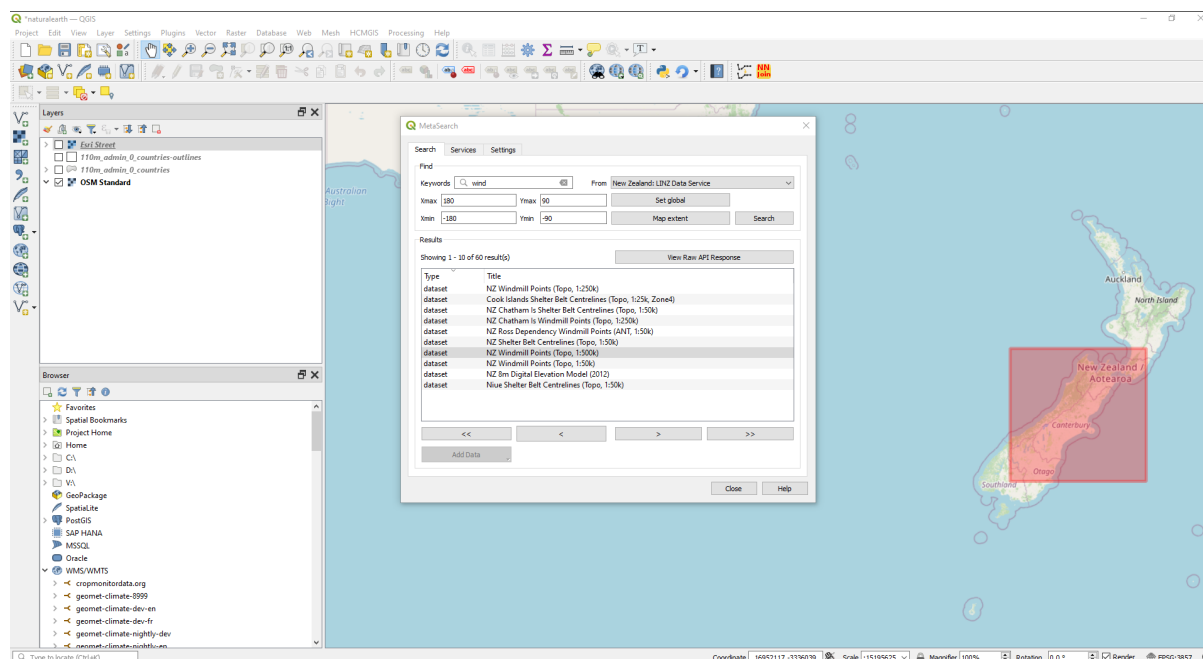 *naturalearth — QGIS
Project Edit View Layer Settings Plugins Vector Raster Database Web Mesh HCMGIS Processing Help
Layers
Esri Street
110m_admin_0_countries-outlines
110m_admin_0_countries
OSM Standard
Browser
Favorites
Spatial Bookmarks
Project Home
Home
C:\
D:\
V:\
GeoPackage
SpatiaLite
PostGIS
SAP HANA
MSSQL
Oracle
WMS/WMTS
cropmonitordata.org
geomet-climate-8999
geomet-climate-dev-en
geomet-climate-dev-fr
geomet-climate-nightly-dev
geomet-climate-nightly-en
MetaSearch
Search Services Settings
Find
Keywords wind From New Zealand: LINZ Data Service
Xmax 180 Ymax 90 Set global
Xmin -180 Ymin -90 Map extent Search
Results
Showing 1 - 10 of 60 result(s) View Raw API Response
Type Title
dataset NZ Windmill Points (Topo, 1:250k)
dataset Cook Islands Shelter Belt Centrelines (Topo, 1:25k, Zone4)
dataset NZ Chatham Is Shelter Belt Centrelines (Topo, 1:50k)
dataset NZ Chatham Is Windmill Points (Topo, 1:250k)
dataset NZ Ross Dependency Windmill Points (ANT, 1:50k)
dataset NZ Shelter Belt Centrelines (Topo, 1:50k)
dataset NZ Windmill Points (Topo, 1:500k)
dataset NZ Windmill Points (Topo, 1:50k)
dataset NZ 8m Digital Elevation Model (2012)
dataset Niue Shelter Belt Centrelines (Topo, 1:50k)
<< < > >>
Add Data
Close Help
Australian
Bight
Auckland
North Island
New Zealand /
Aotearoa
Canterbury
Otago
Southland
Type to locate (Ctrl+K)
Coordinate 16952117,-3336039 Scale 1:15195625 Magnifier 100% Rotation 0.0 ° Render EPSG:3857